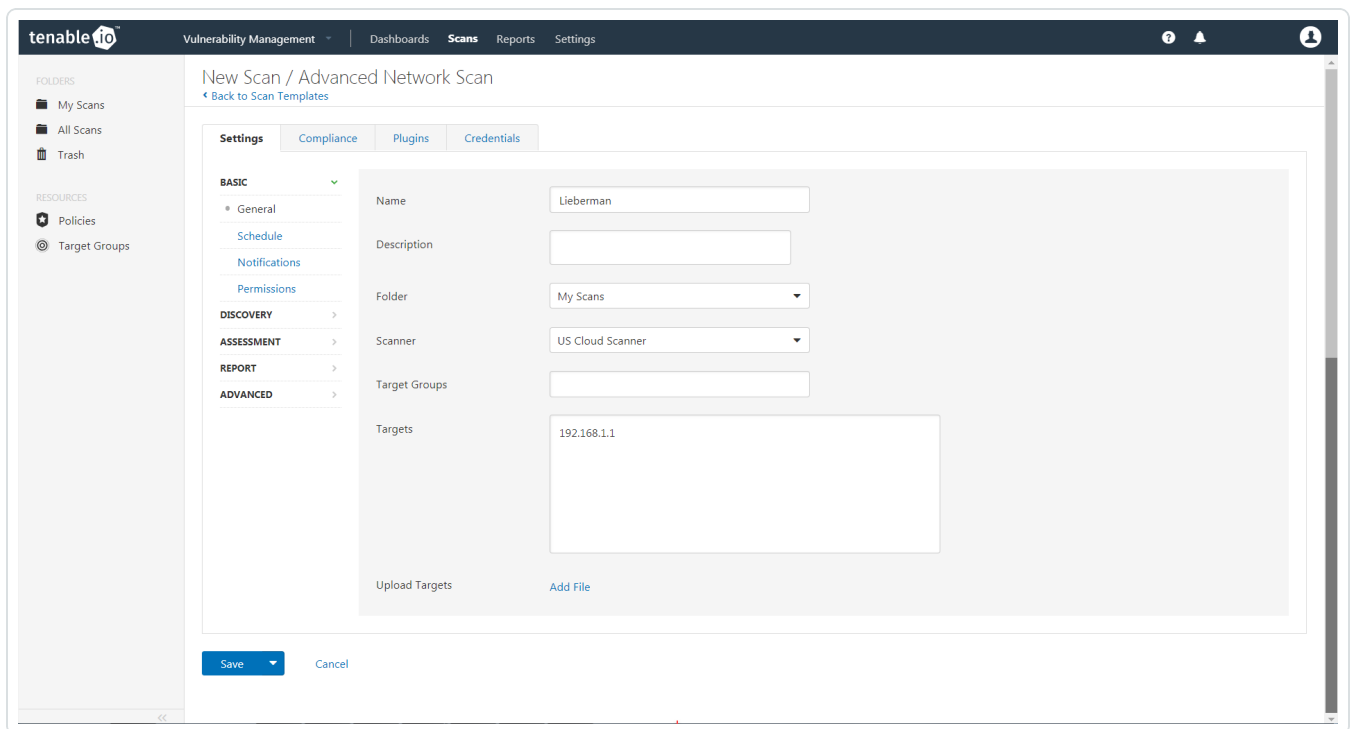 tenable.io™
Vulnerability Management Dashboards Scans Reports Settings
FOLDERS
My Scans
All Scans
Trash
RESOURCES
Policies
Target Groups
New Scan / Advanced Network Scan
Back to Scan Templates
Settings Compliance Plugins Credentials
BASIC
General
Schedule
Notifications
Permissions
DISCOVERY
ASSESSMENT
REPORT
ADVANCED
Name Lieberman
Description
Folder My Scans
Scanner US Cloud Scanner
Target Groups
Targets 192.168.1.1
Upload Targets Add File
Save Cancel